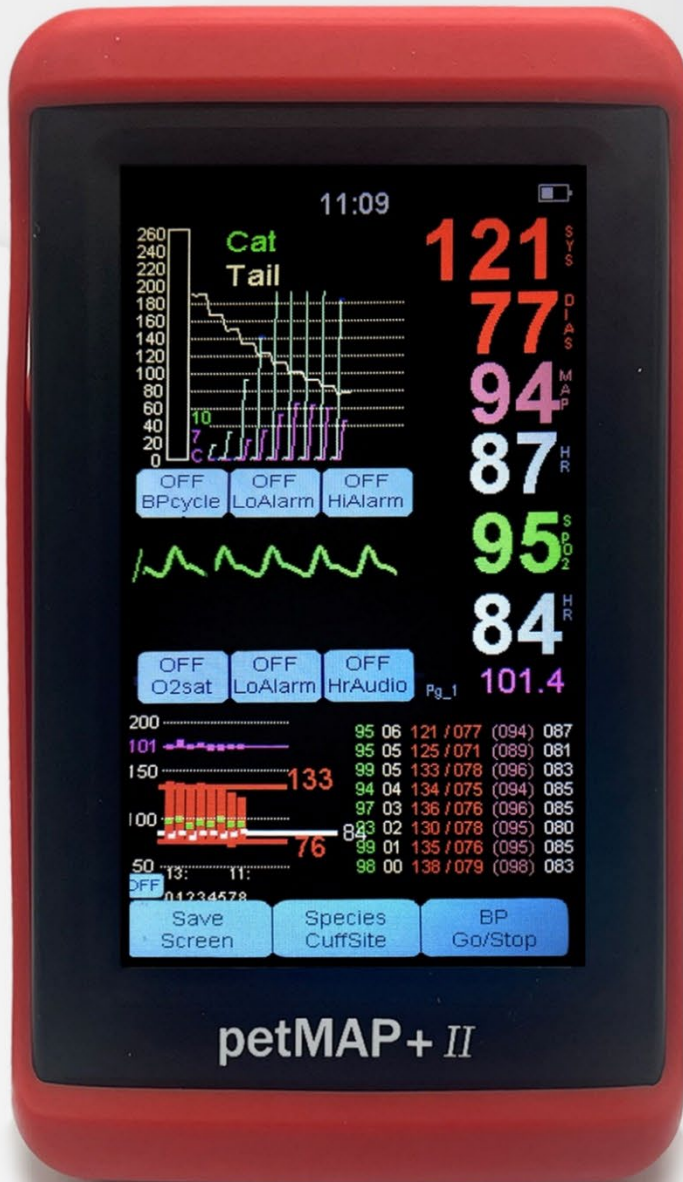 11:09
260
240
220
200
180
160
140
120
100
80
60
40
20
0
Cat
Tail
10
7
C
121 SYS
77 DIAS
94 MAP
87 HR
95 SPO2
84 HR
OFF BPcycle
OFF LoAlarm
OFF HiAlarm
OFF O2sat
OFF LoAlarm
OFF HrAudio
Pg_1 101.4
200
101
150
100
50
133
84
76
13: 11:
OFF
95 06 121 / 077 (094) 087
95 05 125 / 071 (089) 081
99 05 133 / 078 (096) 083
94 04 134 / 075 (094) 085
97 03 136 / 076 (096) 085
93 02 130 / 078 (095) 080
99 01 135 / 076 (095) 085
98 00 138 / 079 (098) 083
Save Screen
Species CuffSite
BP Go/Stop
petMAP+ II